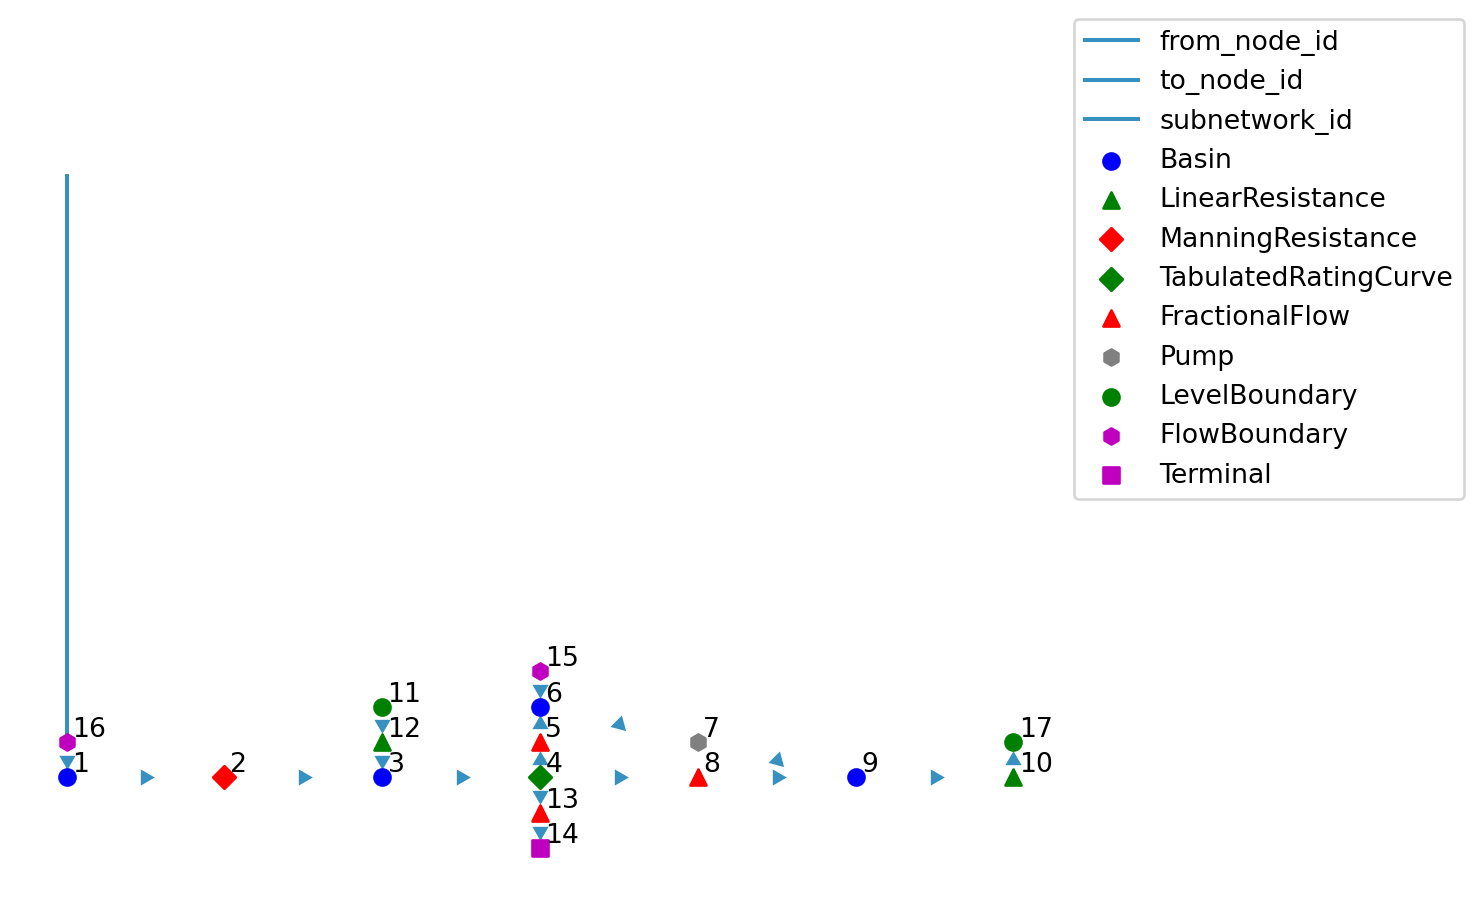 from_node_id
to_node_id
subnetwork_id
Basin
LinearResistance
ManningResistance
TabulatedRatingCurve
FractionalFlow
Pump
LevelBoundary
FlowBoundary
Terminal
15
11
6
16
12
5
7
17
1
2
3
4
8
9
10
13
14